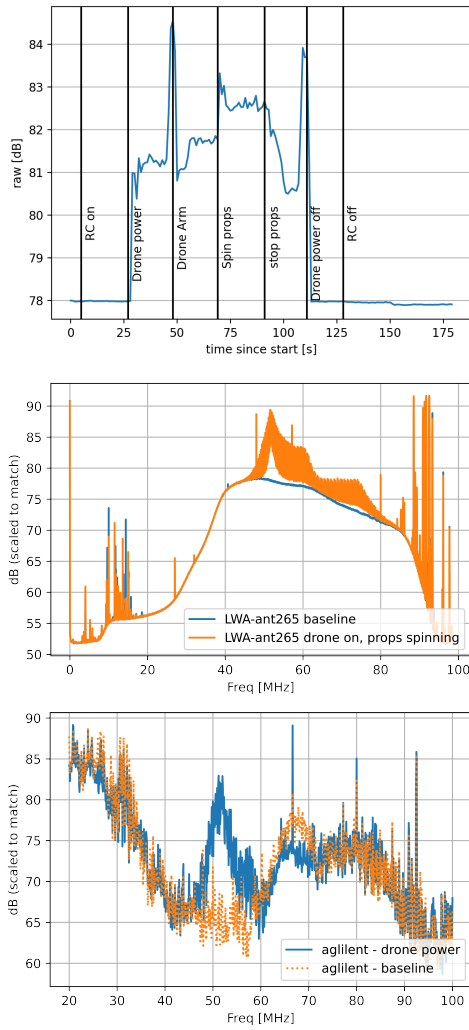 84
83
82
81
80
79
78
raw [dB]
RC on
Drone power
Drone Arm
Spin props
stop props
Drone power off
RC off
0 25 50 75 100 125 150 175
time since start [s]
90
85
80
75
70
65
60
55
50
dB (scaled to match)
LWA-ant265 baseline
LWA-ant265 drone on, props spinning
0 20 40 60 80 100
Freq [MHz]
90
85
80
75
70
65
60
dB (scaled to match)
aglilent - drone power
aglilent - baseline
20 30 40 50 60 70 80 90 100
Freq [MHz]